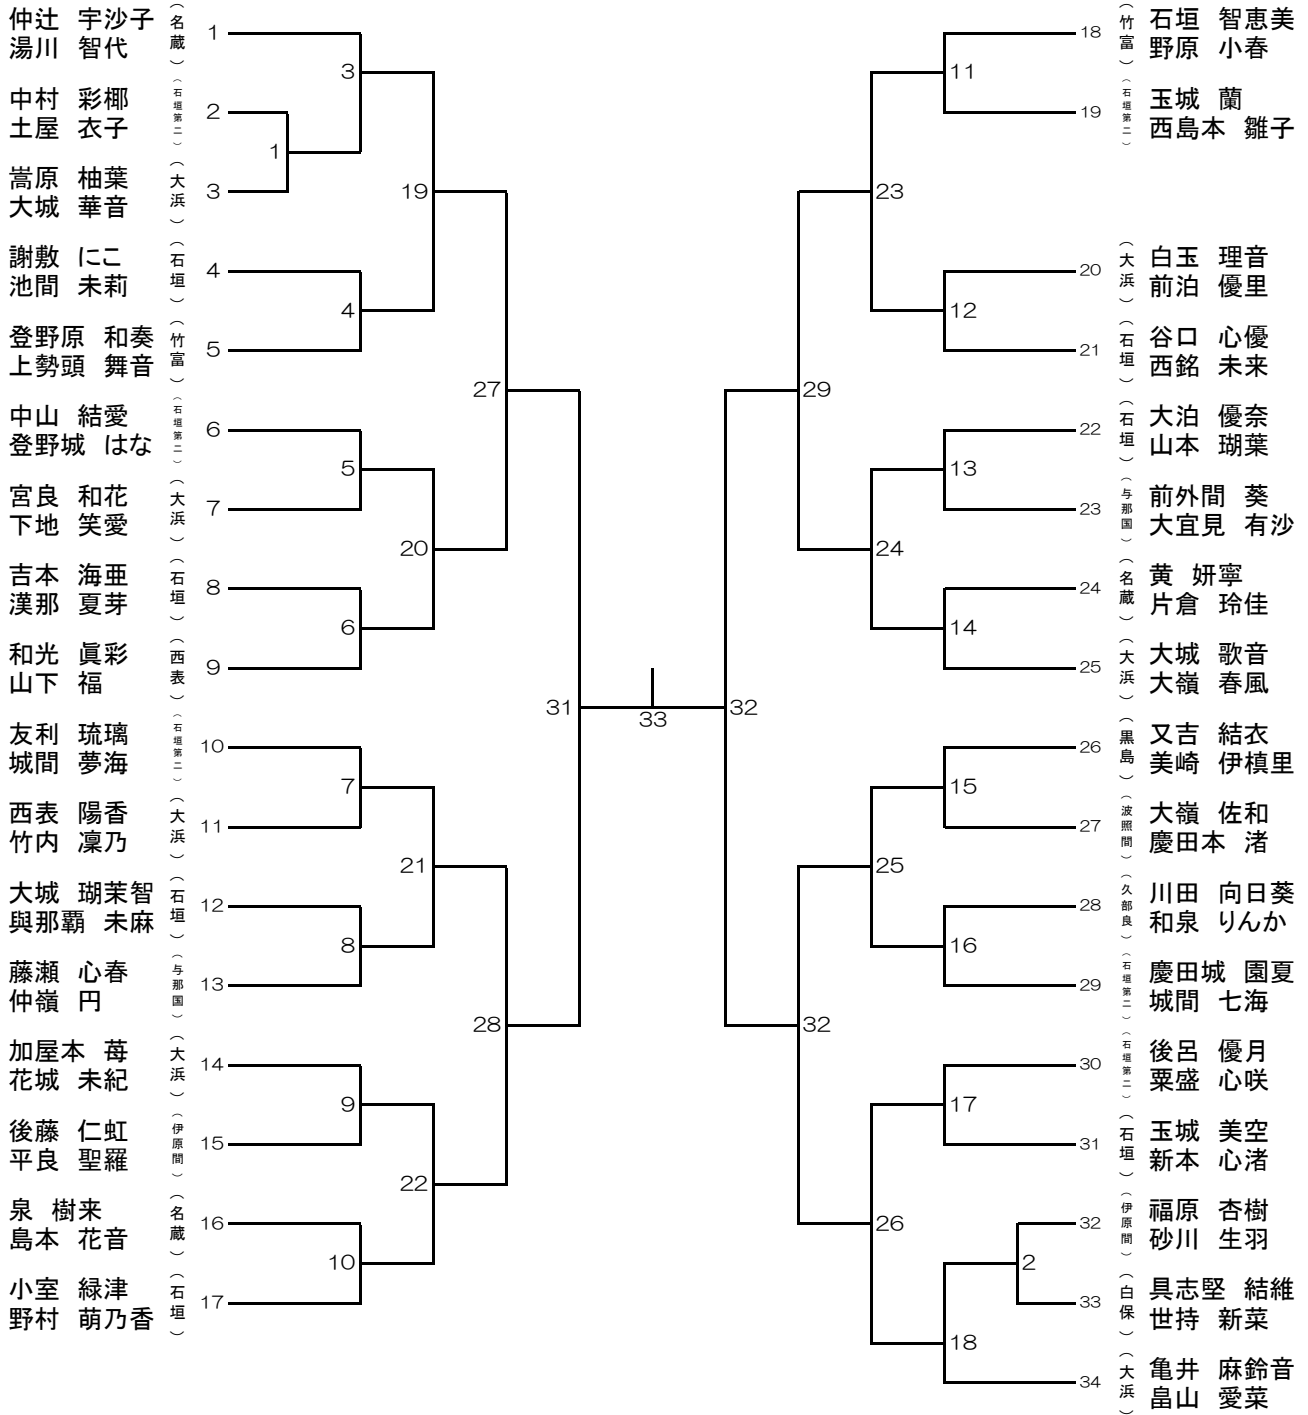 仲辻 宇沙子
湯川 智代
（名蔵）
1
中村 彩椰
土屋 衣子
（石垣第二）
2
嵩原 柚葉
大城 華音
（大浜）
3
謝敷 にこ
池間 未莉
（石垣）
4
登野原 和奏
上勢頭 舞音
（竹富）
5
中山 結愛
登野城 はな
（石垣第二）
6
宮良 和花
下地 笑愛
（大浜）
7
吉本 海亜
漢那 夏芽
（石垣）
8
和光 眞彩
山下 福
（西表）
9
友利 琉璃
城間 夢海
（石垣第二）
10
西表 陽香
竹内 凜乃
（大浜）
11
大城 瑚茉智
與那覇 未麻
（石垣）
12
藤瀬 心春
仲嶺 円
（与那国）
13
加屋本 苺
花城 未紀
（大浜）
14
後藤 仁虹
平良 聖羅
（伊原間）
15
泉 樹来
島本 花音
（名蔵）
16
小室 緑津
野村 萌乃香
（石垣）
17
1
3
4
5
6
7
8
9
10
19
20
21
22
27
28
31
33
32
29
32
23
24
25
26
11
12
13
14
15
16
17
18
2
18
（竹富）
石垣 智恵美
野原 小春
19
（石垣第二）
玉城 蘭
西島本 雛子
20
（大浜）
白玉 理音
前泊 優里
21
（石垣）
谷口 心優
西銘 未来
22
（石垣）
大泊 優奈
山本 瑚葉
23
（与那国）
前外間 葵
大宜見 有沙
24
（名蔵）
黄 妍寧
片倉 玲佳
25
（大浜）
大城 歌音
大嶺 春風
26
（黒島）
又吉 結衣
美崎 伊槙里
27
（波照間）
大嶺 佐和
慶田本 渚
28
（久部良）
川田 向日葵
和泉 りんか
29
（石垣第二）
慶田城 園夏
城間 七海
30
（石垣第二）
後呂 優月
粟盛 心咲
31
（石垣）
玉城 美空
新本 心渚
32
（伊原間）
福原 杏樹
砂川 生羽
33
（白保）
具志堅 結維
世持 新菜
34
（大浜）
亀井 麻鈴音
畠山 愛菜